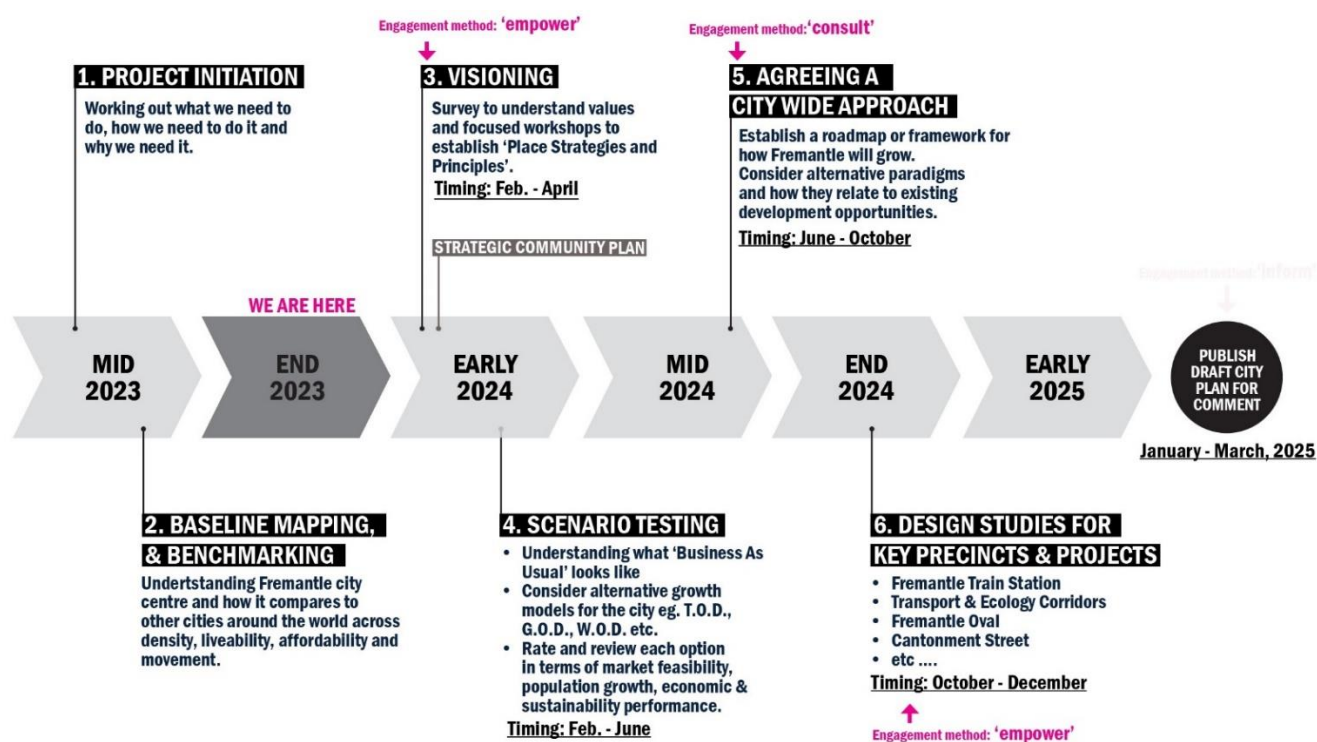 Engagement method: 'empower'
1. PROJECT INITIATION
Working out what we need to
do, how we need to do it and
why we need it.
3. VISIONING
Survey to understand values
and focused workshops to
establish 'Place Strategies and
Principles'.
Timing: Feb. - April
STRATEGIC COMMUNITY PLAN
Engagement method:'consult'
5. AGREEING A
CITY WIDE APPROACH
Establish a roadmap or framework for
how Fremantle will grow.
Consider alternative paradigms
and how they relate to existing
development opportunities.
Timing: June - October
Engagement method: 'inform'
WE ARE HERE
MID
2023
END
2023
EARLY
2024
MID
2024
END
2024
EARLY
2025
PUBLISH
DRAFT CITY
PLAN FOR
COMMENT
January - March, 2025
2. BASELINE MAPPING,
& BENCHMARKING
Undertstanding Fremantle city
centre and how it compares to
other cities around the world across
density, liveability, affordability and
movement.
4. SCENARIO TESTING
• Understanding what 'Business As
Usual' looks like
• Consider alternative growth
models for the city eg. T.O.D.,
G.O.D., W.O.D. etc.
• Rate and review each option
in terms of market feasibility,
population growth, economic &
sustainability performance.
Timing: Feb. - June
6. DESIGN STUDIES FOR
KEY PRECINCTS & PROJECTS
• Fremantle Train Station
• Transport & Ecology Corridors
• Fremantle Oval
• Cantonment Street
• etc ....
Timing: October - December
Engagement method: 'empower'